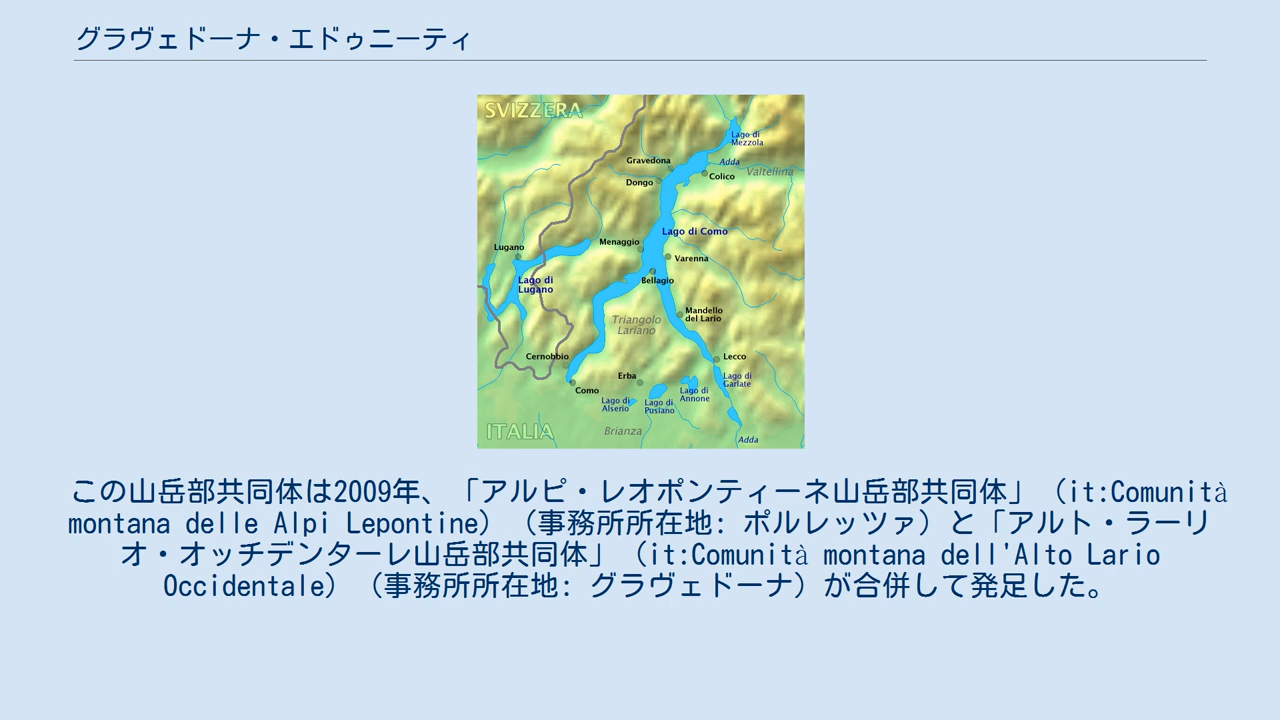 グラヴェドーナ・エドゥニーティ
SVIZZERA
Lago di
Mezzola
Gravedona
Adda
Valtellina
Dongo
Colico
Lago di Como
Menaggio
Lugano
Varenna
Bellagio
Lago di
Lugano
Mandello
del Lario
Triangolo
Lariano
Cernobbio
Lecco
Erba
Como
Lago di
Garlate
Lago di
Annone
Lago di
Alserio
Lago di
Pusiano
ITALIA
Brianza
Adda
この山岳部共同体は2009年、「アルピ・レオポンティーネ山岳部共同体」（it:Comunità
montana delle Alpi Lepontine）（事務所所在地: ポルレッツァ）と「アルト・ラーリ
オ・オッチデンターレ山岳部共同体」（it:Comunità montana dell'Alto Lario
Occidentale）（事務所所在地: グラヴェドーナ）が合併して発足した。